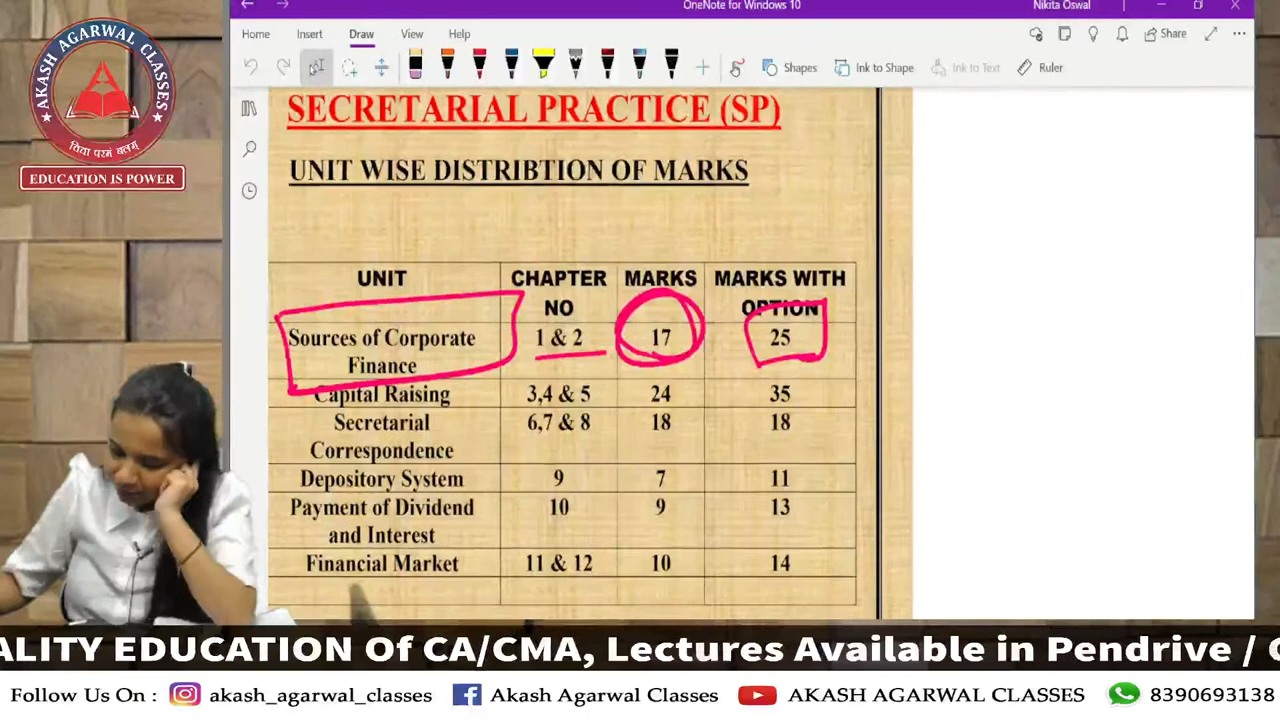 OneNote for Windows 10
Nikita Oswal
Home Insert Draw View Help
Share
Shapes
Ink to Shape
Ink to Text
Ruler
AKASH AGARWAL CLASSES
तिथा परमं बलम्
EDUCATION IS POWER
SECRETARIAL PRACTICE (SP)
UNIT WISE DISTRIBTION OF MARKS
UNIT CHAPTER MARKS MARKS WITH
NO OPTION
Sources of Corporate 1 & 2 17 25
Finance
Capital Raising 3,4 & 5 24 35
Secretarial 6,7 & 8 18 18
Correspondence
Depository System 9 7 11
Payment of Dividend 10 9 13
and Interest
Financial Market 11 & 12 10 14
ALITY EDUCATION Of CA/CMA, Lectures Available in Pendrive /
Follow Us On : akash_agarwal_classes Akash Agarwal Classes AKASH AGARWAL CLASSES 8390693138